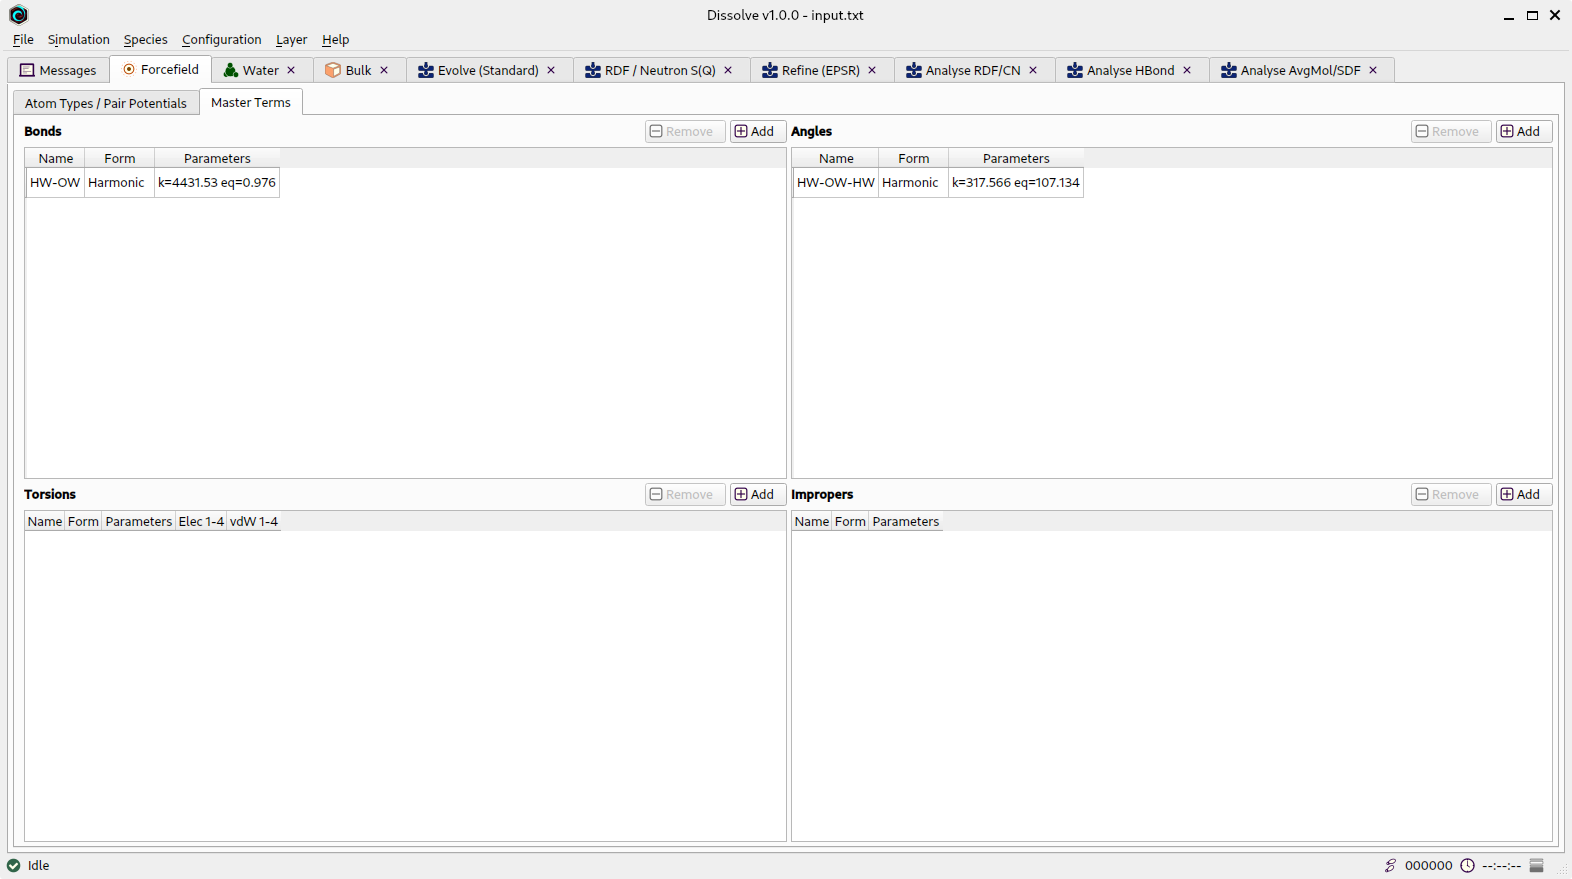 Dissolve v1.0.0 - input.txt
File Simulation Species Configuration Layer Help
Messages Forcefield Water Bulk Evolve (Standard) RDF / Neutron S(Q) Refine (EPSR) Analyse RDF/CN Analyse HBond Analyse AvgMol/SDF
Atom Types / Pair Potentials Master Terms
Bonds Remove Add Angles Remove Add
Name Form Parameters Name Form Parameters
HW-OW Harmonic k=4431.53 eq=0.976 HW-OW-HW Harmonic k=317.566 eq=107.134
Torsions Remove Add Impropers Remove Add
Name Form Parameters Elec 1-4 vdW 1-4 Name Form Parameters
Idle 000000 --:--:--